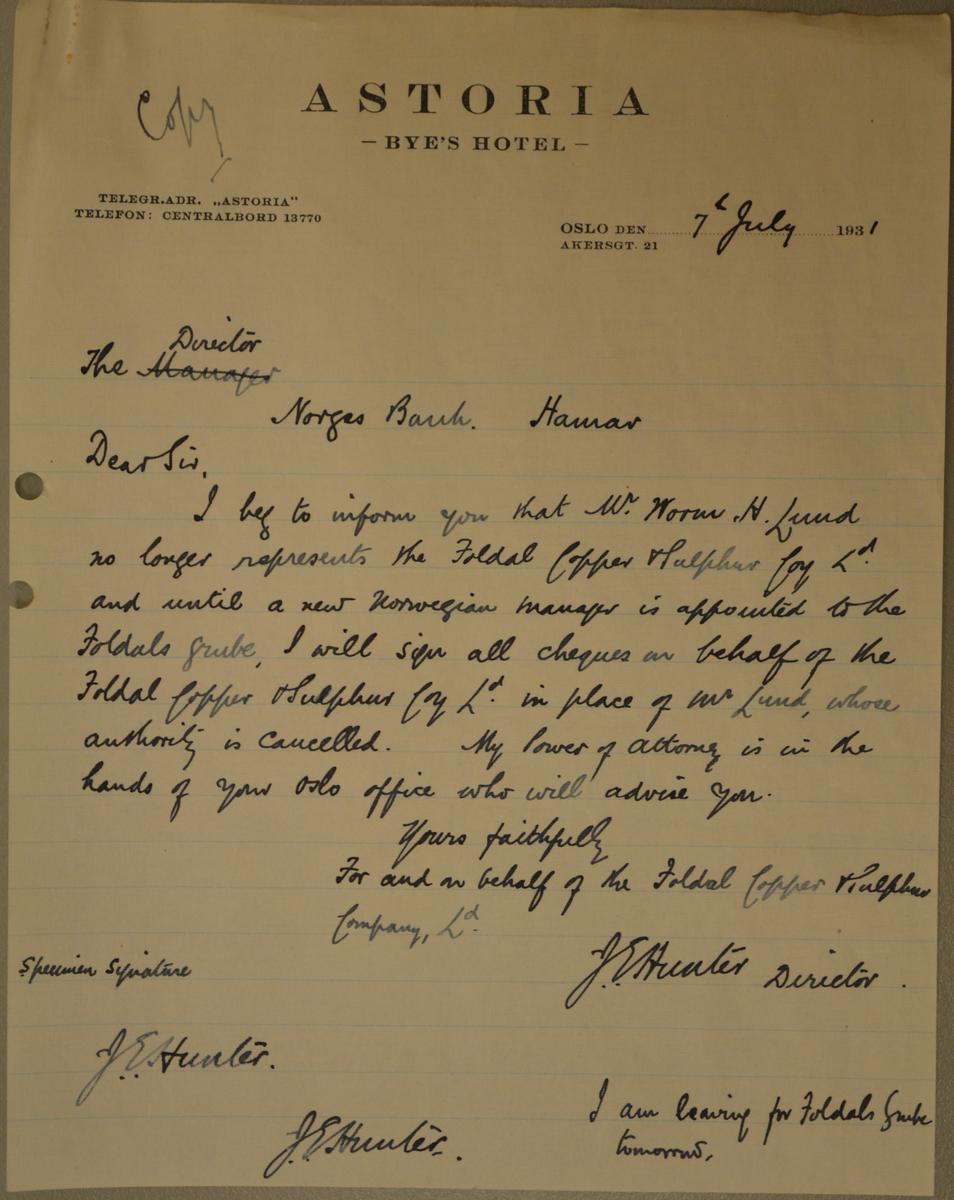 Copy
ASTORIA
– BYE'S HOTEL –
TELEGR.ADR. „ASTORIA"
TELEFON: CENTRALBORD 13770
OSLO DEN 7th July 1931
AKERSGT. 21
Director
The Manager
Norges Bank. Hamar
Dear Sir,
I beg to inform you that Mr. Worm .H. Lund
no longer represents the Foldal Copper & Sulphur Coy Ld.
and until a new Norwegian manager is appointed to the
Foldals Grube, I will sign all cheques on behalf of the
Foldal Copper & Sulphur Coy Ld. in place of Mr Lund, whose
authority is cancelled. My Power of Attorney is in the
hands of your Oslo office who will advise you.
Yours faithfully
For and on behalf of the Foldal Copper & Sulphur
Company, Ld.
Specimen Signature
J.E. Hunter Director.
J.E. Hunter.
J.E. Hunter.
I am leaving for Foldals Grube
tomorrow.